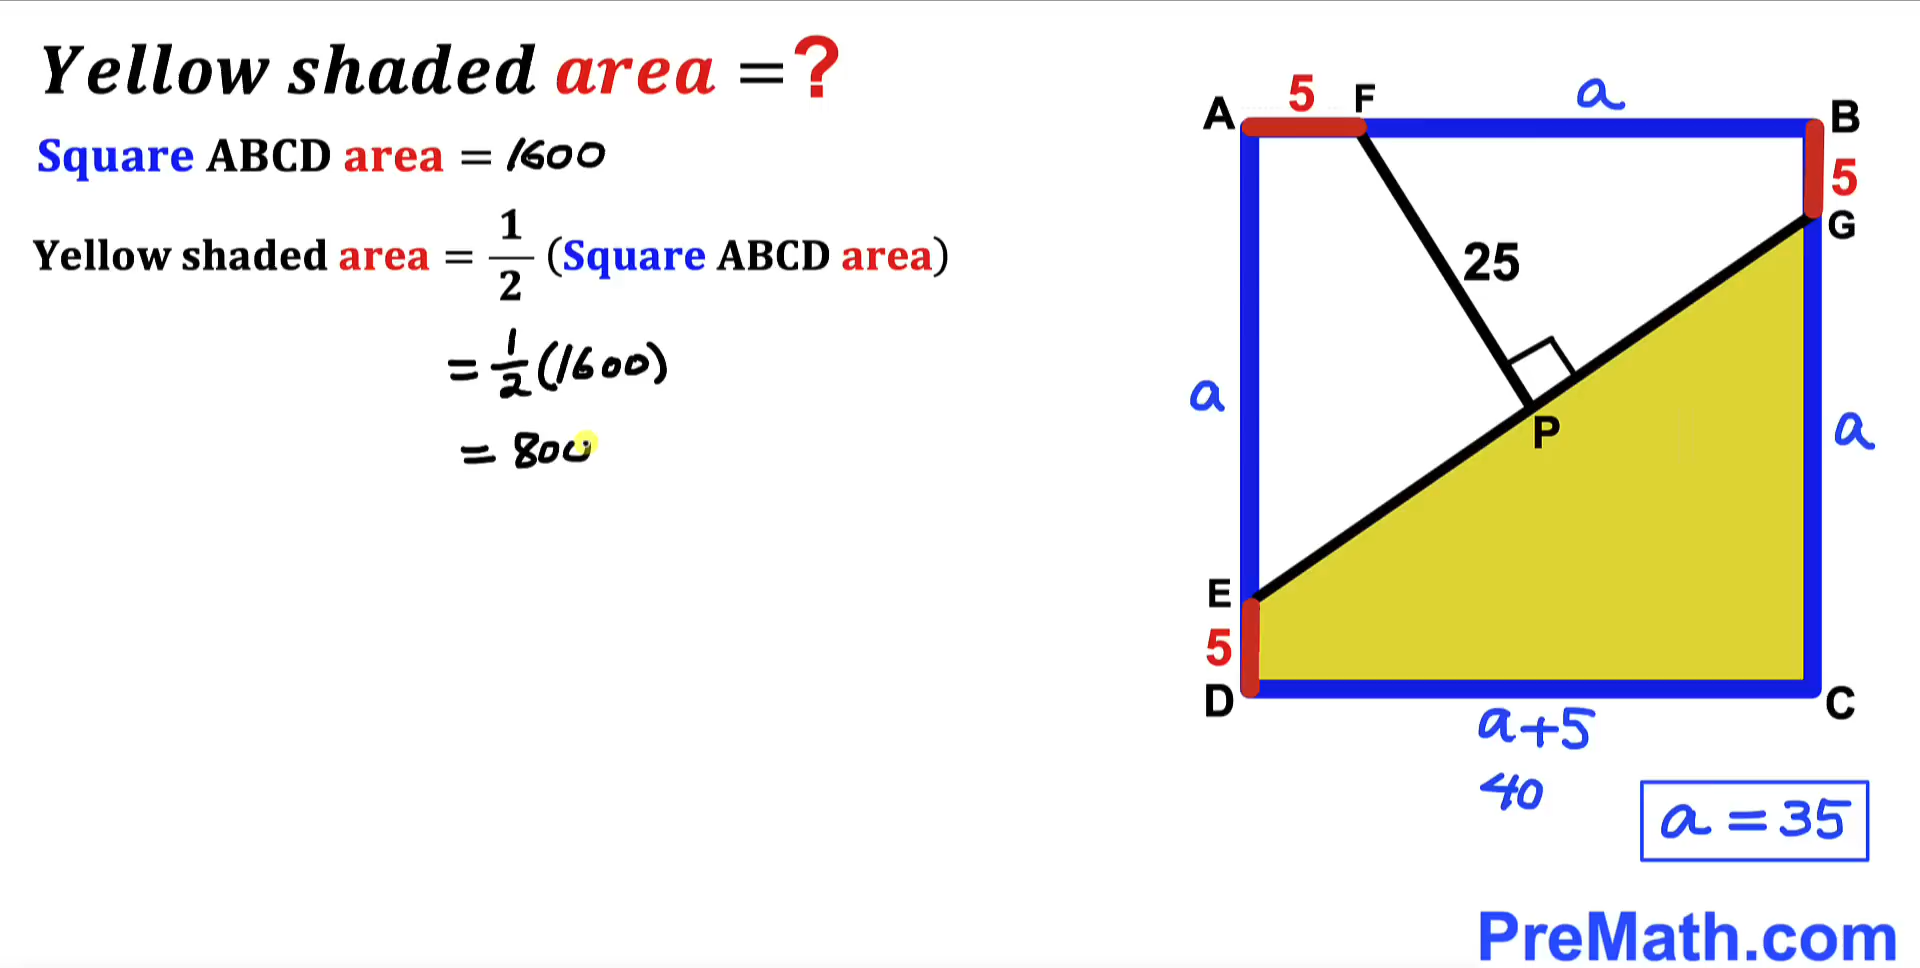 Yellow shaded area = ?
Square ABCD area = 1600
Yellow shaded area = 1/2 (Square ABCD area)
= 1/2 (1600)
= 800
A 5 F a B
5
G
25
P
a
a
E
5
D
C
a+5
40
a = 35
PreMath.com